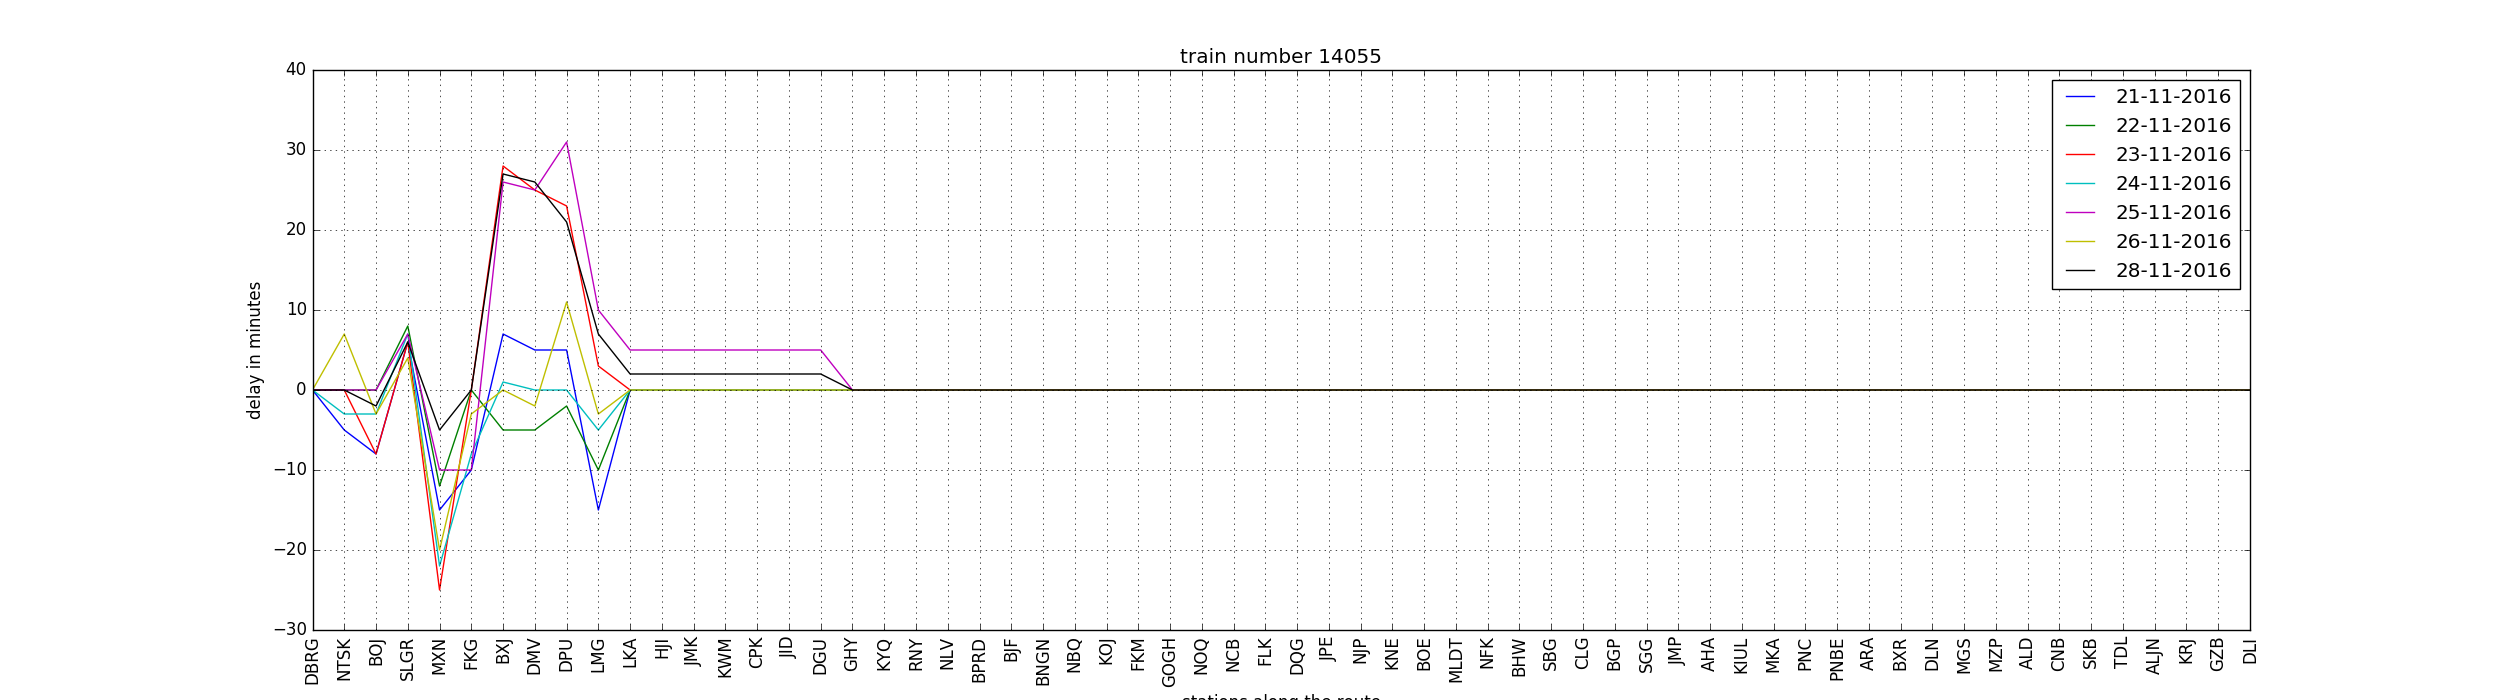 train number 14055
40
30
20
10
0
−10
−20
−30
delay in minutes
21-11-2016
22-11-2016
23-11-2016
24-11-2016
25-11-2016
26-11-2016
28-11-2016
DBRG
NTSK
BOJ
SLGR
MXN
FKG
BXJ
DMV
DPU
LMG
LKA
HJI
JMK
KWM
CPK
JID
DGU
GHY
KYQ
RNY
NLV
BPRD
BJF
BNGN
NBQ
KOJ
FKM
GOGH
NOQ
NCB
FLK
DQG
JPE
NJP
KNE
BOE
MLDT
NFK
BHW
SBG
CLG
BGP
SGG
JMP
AHA
KIUL
MKA
PNC
PNBE
ARA
BXR
DLN
MGS
MZP
ALD
CNB
SKB
TDL
ALJN
KRJ
GZB
DLI
stations along the route